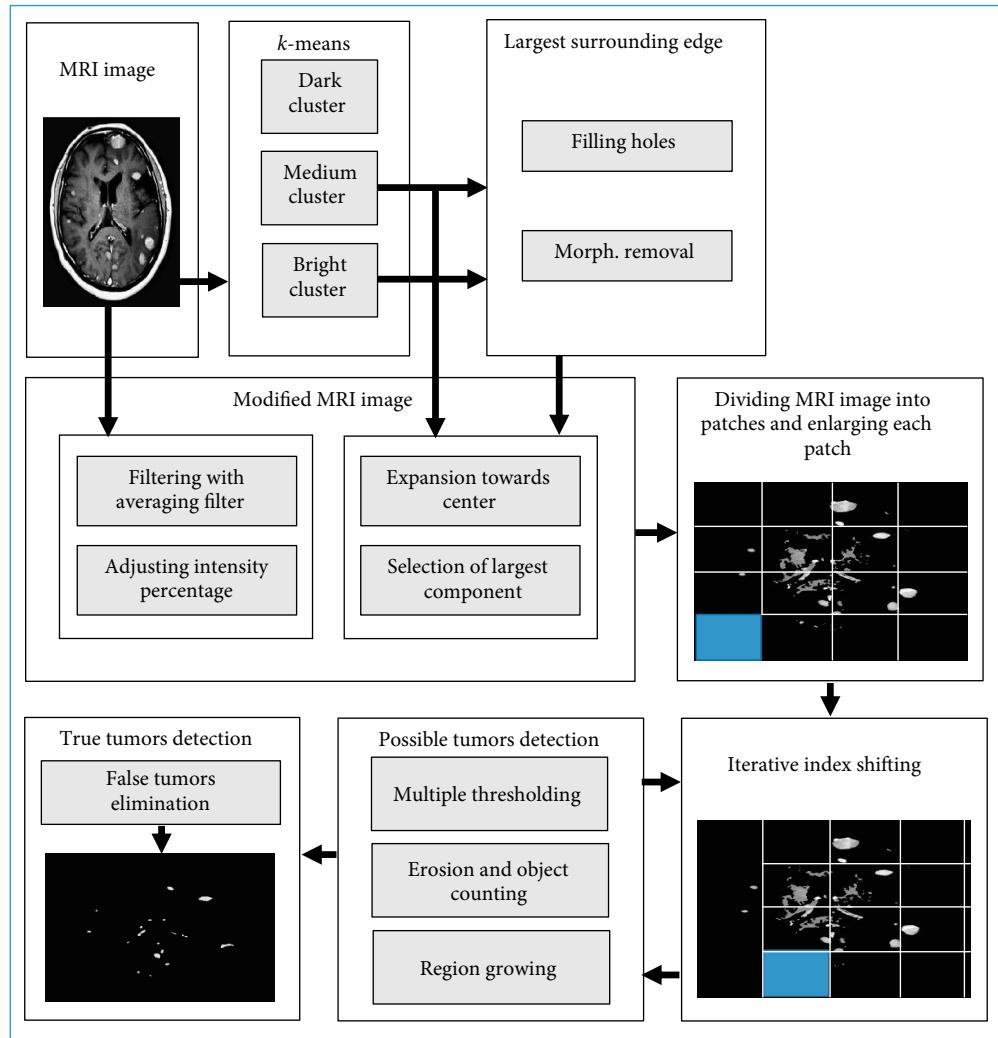 MRI image
k-means
Dark
cluster
Medium
cluster
Bright
cluster
Largest surrounding edge
Filling holes
Morph. removal
Modified MRI image
Filtering with
averaging filter
Adjusting intensity
percentage
Expansion towards
center
Selection of largest
component
Dividing MRI image into
patches and enlarging each
patch
True tumors detection
False tumors
elimination
Possible tumors detection
Multiple thresholding
Erosion and object
counting
Region growing
Iterative index shifting